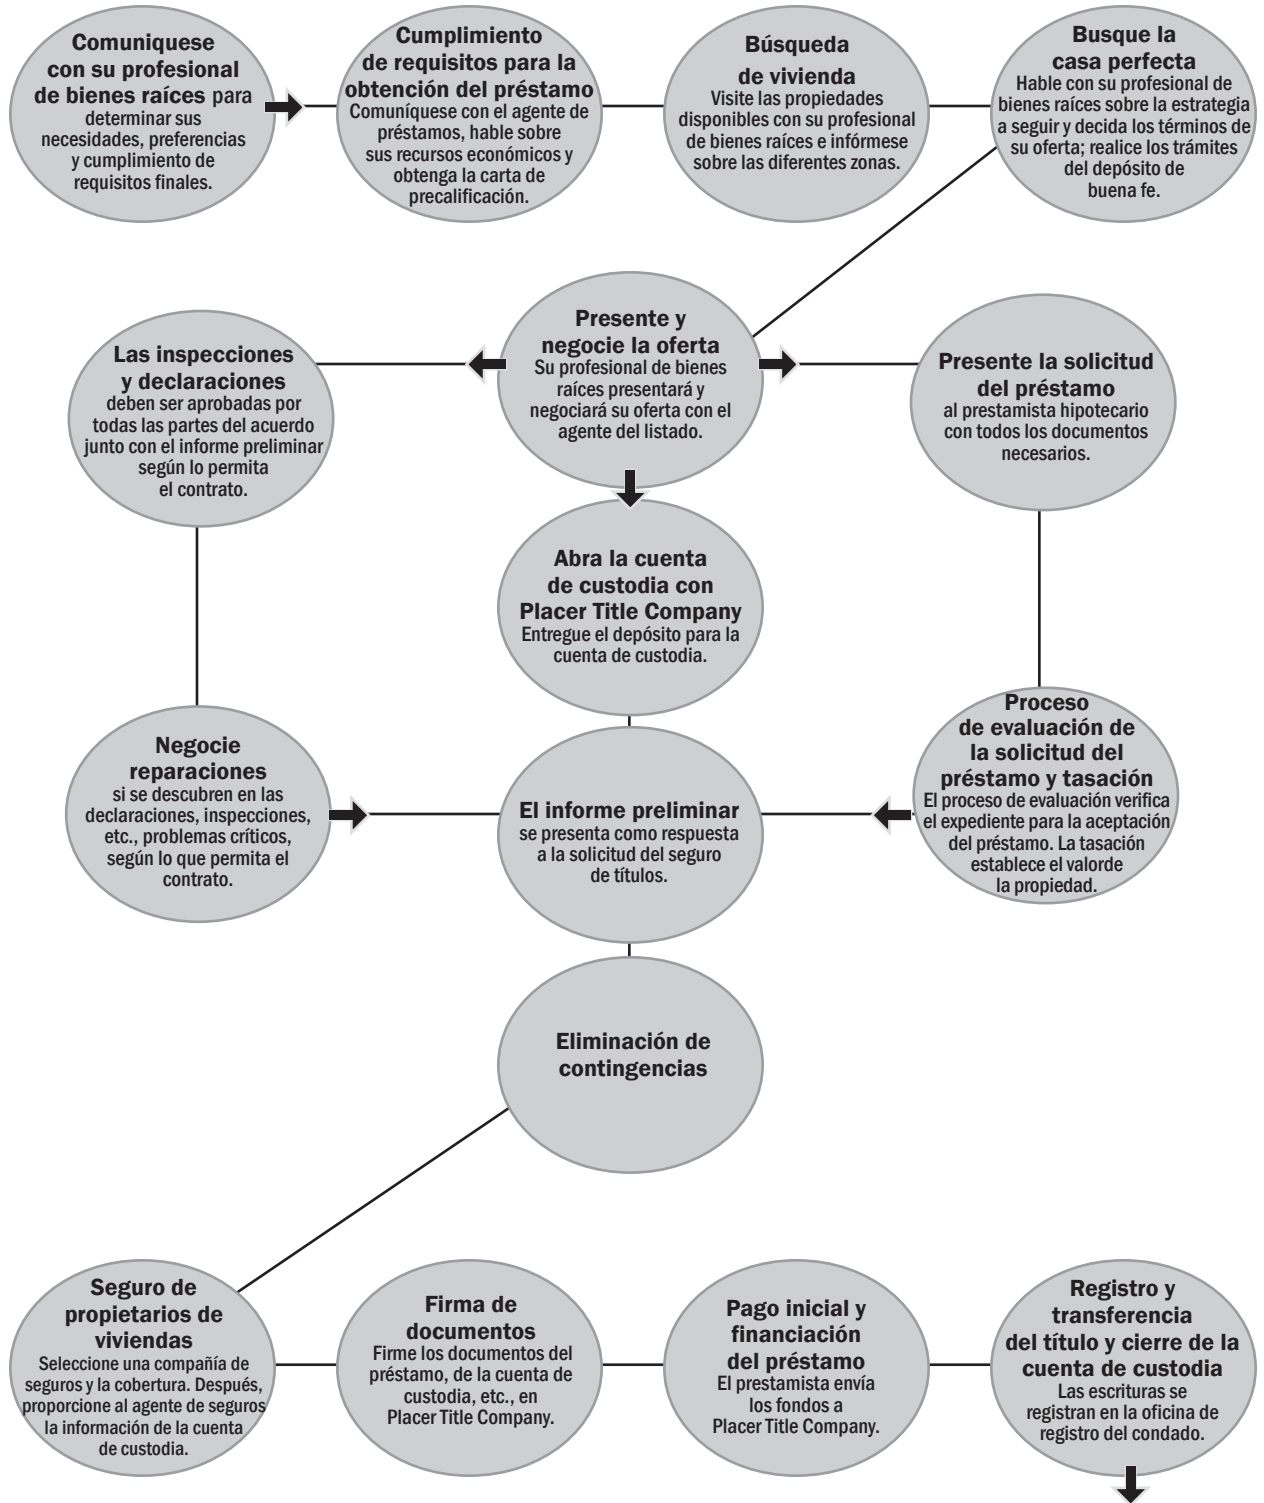 Comuniquese
con su profesional
de bienes raíces para
determinar sus
necesidades, preferencias
y cumplimiento de
requisitos finales.
Cumplimiento
de requisitos para la
obtención del préstamo
Comuníquese con el agente de
préstamos, hable sobre
sus recursos económicos y
obtenga la carta de
precalificación.
Búsqueda
de vivienda
Visite las propiedades
disponibles con su profesional
de bienes raíces e infórmese
sobre las diferentes zonas.
Busque la
casa perfecta
Hable con su profesional de
bienes raíces sobre la estrategia
a seguir y decida los términos de
su oferta; realice los trámites
del depósito de
buena fe.
Presente y
negocie la oferta
Su profesional de bienes
raíces presentará y
negociará su oferta con el
agente del listado.
Las inspecciones
y declaraciones
deben ser aprobadas por
todas las partes del acuerdo
junto con el informe preliminar
según lo permita
el contrato.
Presente la solicitud
del préstamo
al prestamista hipotecario
con todos los documentos
necesarios.
Abra la cuenta
de custodia con
Placer Title Company
Entregue el depósito para la
cuenta de custodia.
Negocie
reparaciones
si se descubren en las
declaraciones, inspecciones,
etc., problemas críticos,
según lo que permita el
contrato.
El informe preliminar
se presenta como respuesta
a la solicitud del seguro
de títulos.
Proceso
de evaluación de
la solicitud del
préstamo y tasación
El proceso de evaluación verifica
el expediente para la aceptación
del préstamo. La tasación
establece el valorde
la propiedad.
Eliminación de
contingencias
Seguro de
propietarios de
viviendas
Seleccione una compañía de
seguros y la cobertura. Después,
proporcione al agente de seguros
la información de la cuenta
de custodia.
Firma de
documentos
Firme los documentos del
préstamo, de la cuenta de
custodia, etc., en
Placer Title Company.
Pago inicial y
financiación
del préstamo
El prestamista envía
los fondos a
Placer Title Company.
Registro y
transferencia
del título y cierre de la
cuenta de custodia
Las escrituras se
registran en la oficina de
registro del condado.